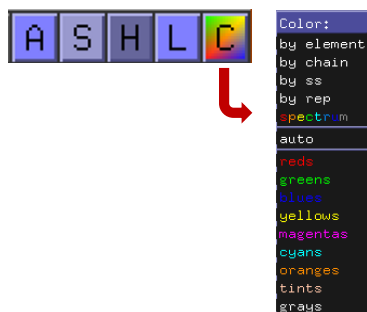 A S H L C
Color:
by element
by chain
by ss
by rep
spectrum
auto
reds
greens
blues
yellows
magentas
cyans
oranges
tints
grays